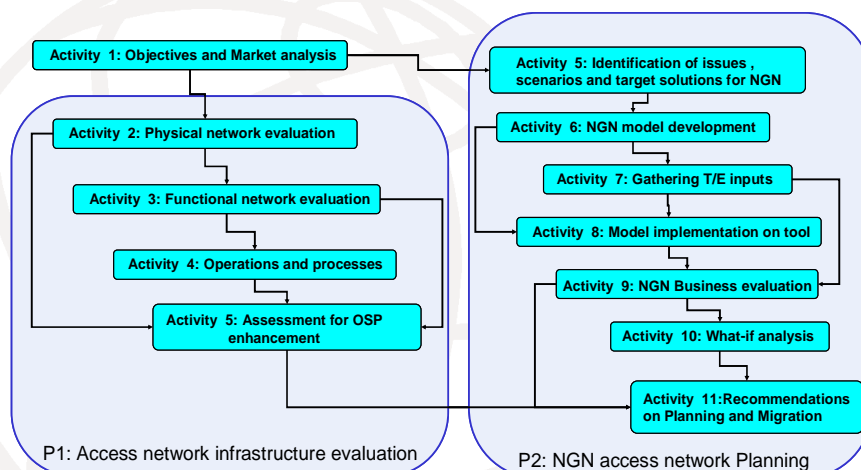 Activity 1: Objectives and Market analysis
Activity 2: Physical network evaluation
Activity 3: Functional network evaluation
Activity 4: Operations and processes
Activity 5: Assessment for OSP
enhancement
P1: Access network infrastructure evaluation
Activity 5: Identification of issues ,
scenarios and target solutions for NGN
Activity 6: NGN model development
Activity 7: Gathering T/E inputs
Activity 8: Model implementation on tool
Activity 9: NGN Business evaluation
Activity 10: What-if analysis
Activity 11:Recommendations
on Planning and Migration
P2: NGN access network Planning